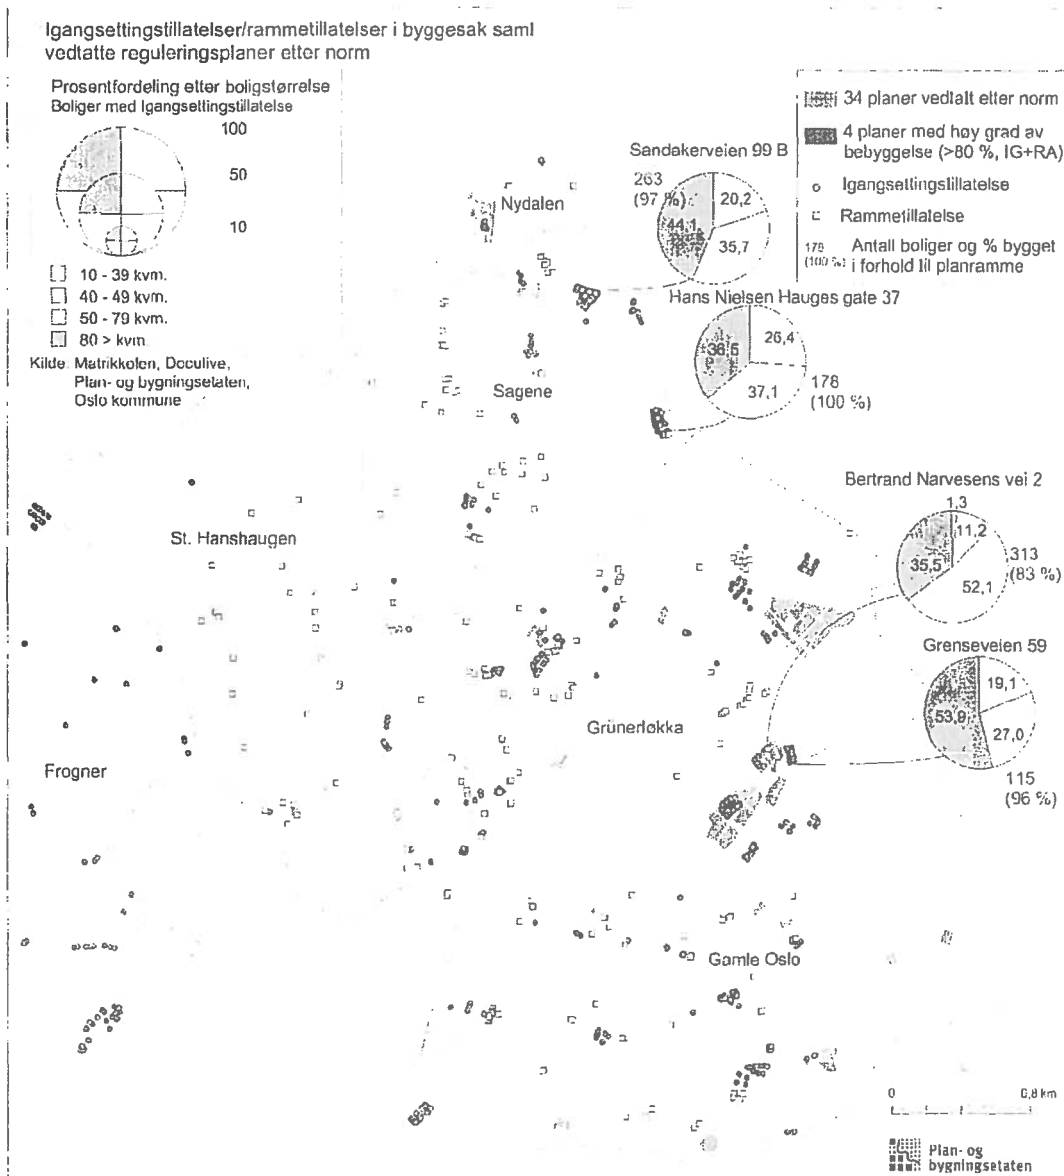 Igangsettingstillatelser/rammetillatelser i byggesak saml
vedtatte reguleringsplaner etter norm
Prosentfordeling etter boligstørrelse
Boliger med Igangsettingstillatelse
100
50
10
10 - 39 kvm.
40 - 49 kvm.
50 - 79 kvm.
80 > kvm.
Kilde: Matrikkelen, Doculive,
Plan- og bygningsetaten,
Oslo kommune
34 planer vedtatt etter norm
4 planer med høy grad av
bebyggelse (>80 %, IG+RA)
Igangsettingstillatelse
Rammetillatelse
178
(100 %)
Antall boliger og % bygget
i forhold til planramme
Sandakerveien 99 B
263
(97 %)
20,2
44,1
35,7
Nydalen
Hans Nielsen Hauges gate 37
26,4
36,5
37,1
178
(100 %)
Sagene
Bertrand Narvesens vei 2
1,3
11,2
35,5
52,1
313
(83 %)
St. Hanshaugen
Grenseveien 59
19,1
53,9
27,0
115
(96 %)
Grünerløkka
Frogner
Gamle Oslo
0
0,8 km
Plan- og
bygningsetaten